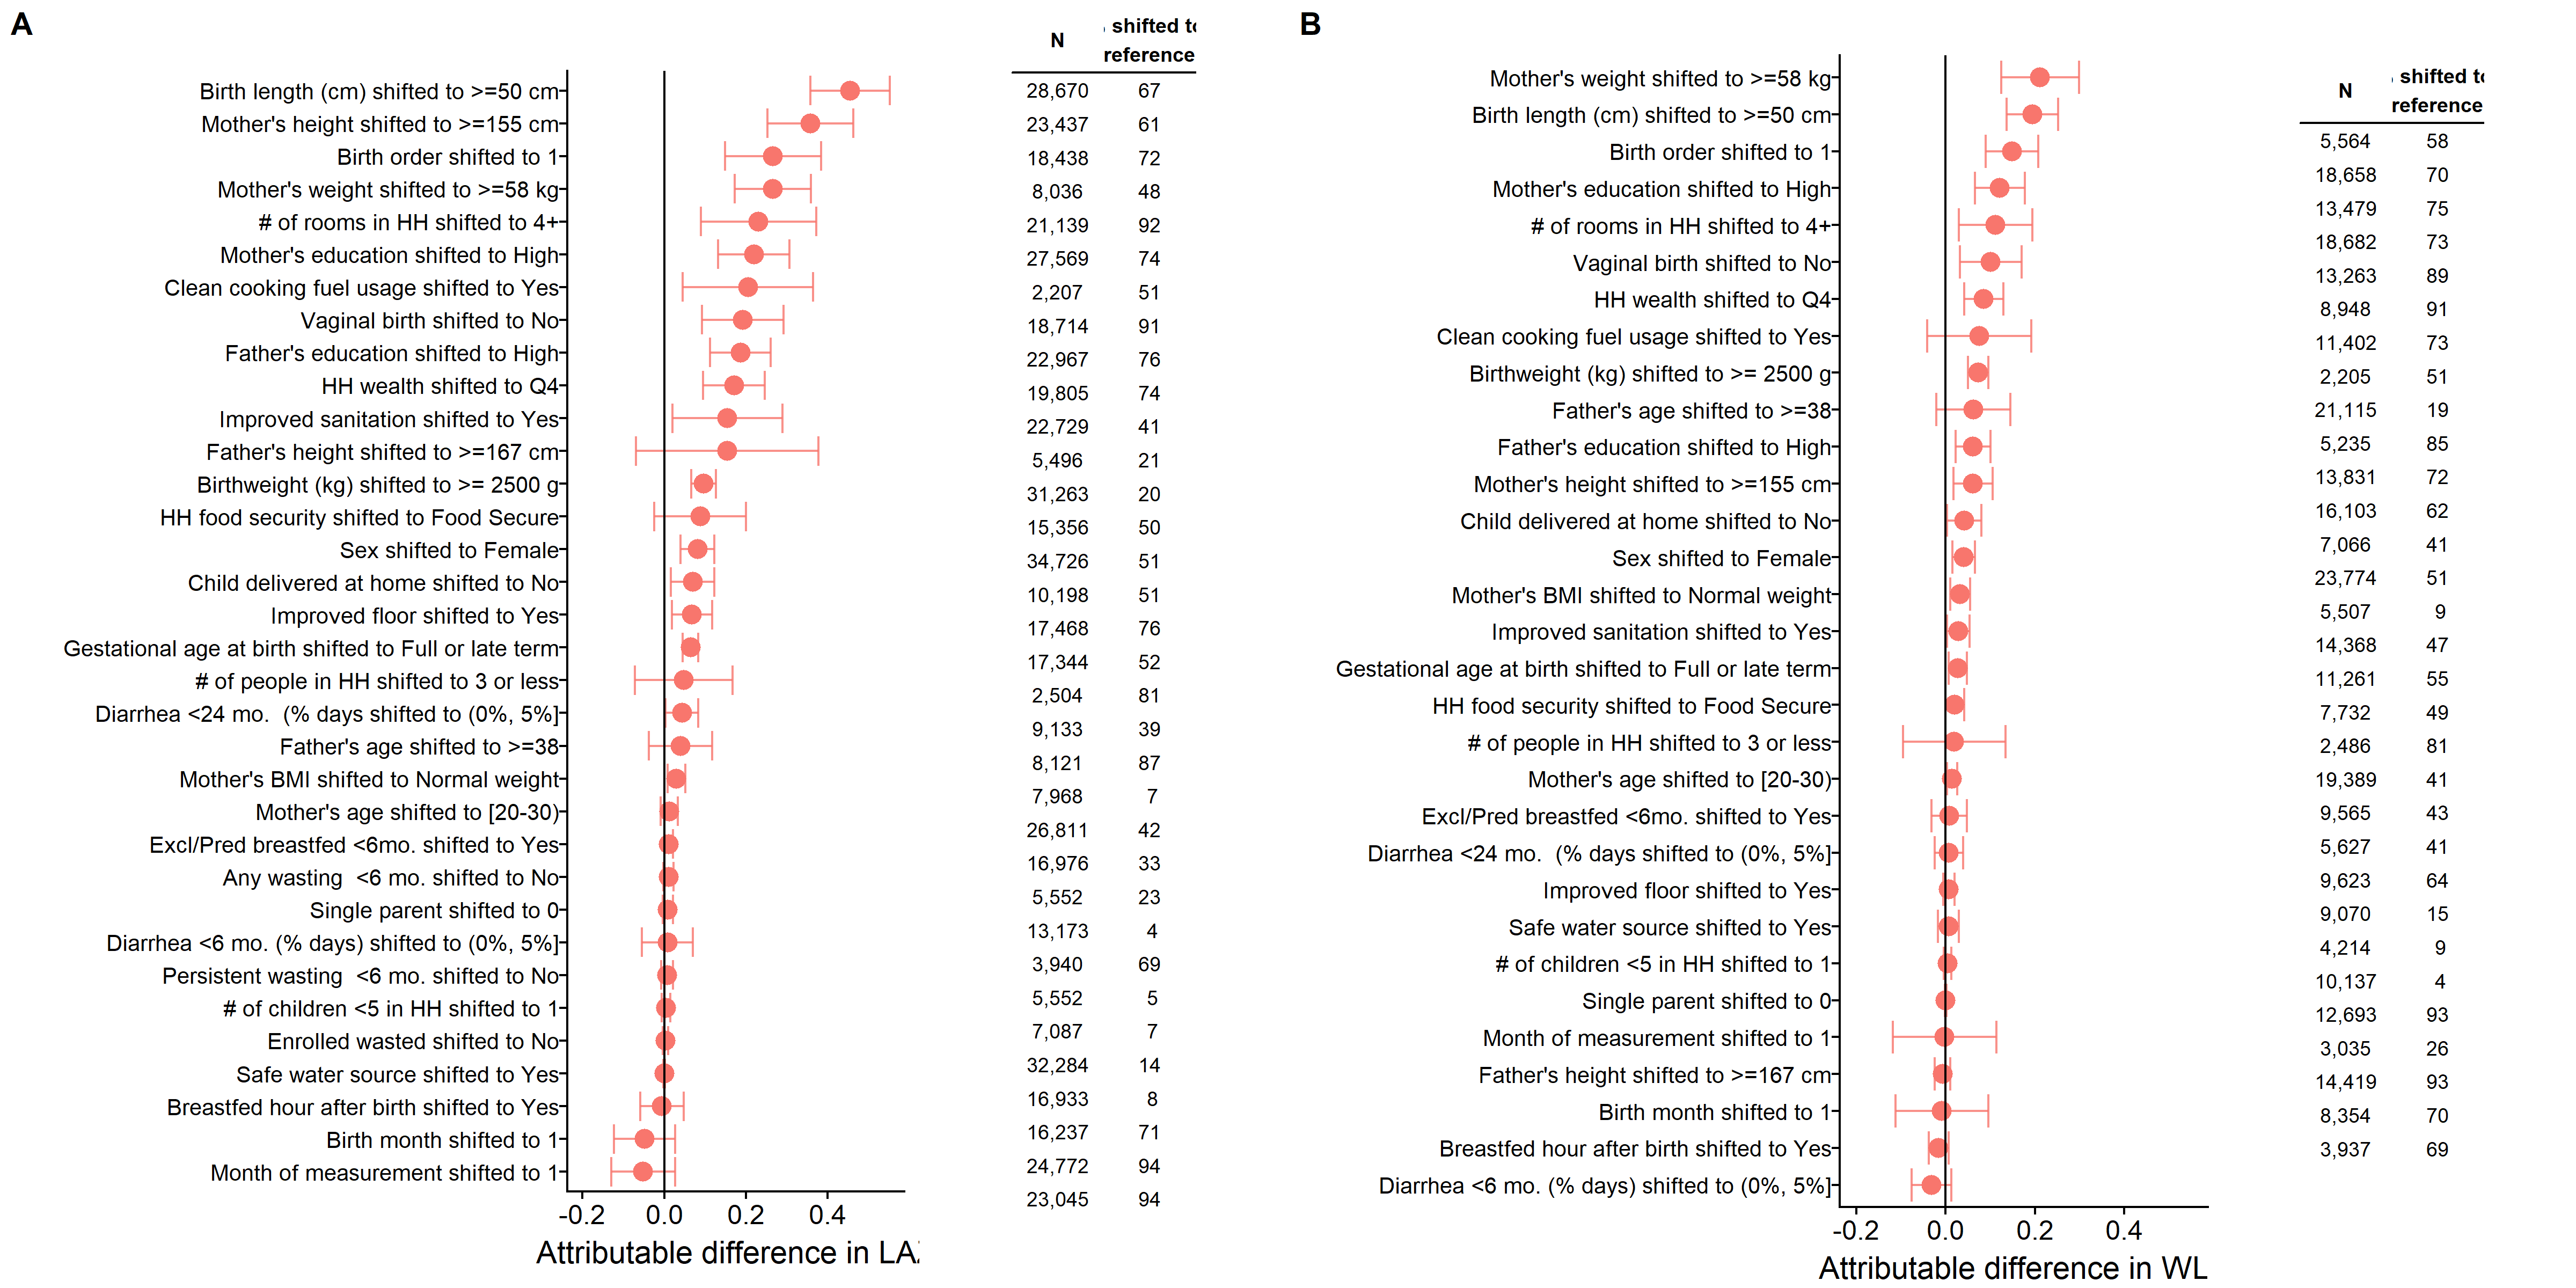 A
N
shifted to
reference
Birth length (cm) shifted to >=50 cm 28,670 67
Mother's height shifted to >=155 cm 23,437 61
Birth order shifted to 1 18,438 72
Mother's weight shifted to >=58 kg 8,036 48
# of rooms in HH shifted to 4+ 21,139 92
Mother's education shifted to High 27,569 74
Clean cooking fuel usage shifted to Yes 2,207 51
Vaginal birth shifted to No 18,714 91
Father's education shifted to High 22,967 76
HH wealth shifted to Q4 19,805 74
Improved sanitation shifted to Yes 22,729 41
Father's height shifted to >=167 cm 5,496 21
Birthweight (kg) shifted to >= 2500 g 31,263 20
HH food security shifted to Food Secure 15,356 50
Sex shifted to Female 34,726 51
Child delivered at home shifted to No 10,198 51
Improved floor shifted to Yes 17,468 76
Gestational age at birth shifted to Full or late term 17,344 52
# of people in HH shifted to 3 or less 2,504 81
Diarrhea <24 mo. (% days shifted to (0%, 5%] 9,133 39
Father's age shifted to >=38 8,121 87
Mother's BMI shifted to Normal weight 7,968 7
Mother's age shifted to [20-30) 26,811 42
Excl/Pred breastfed <6mo. shifted to Yes 16,976 33
Any wasting <6 mo. shifted to No 5,552 23
Single parent shifted to 0 13,173 4
Diarrhea <6 mo. (% days) shifted to (0%, 5%] 3,940 69
Persistent wasting <6 mo. shifted to No 5,552 5
# of children <5 in HH shifted to 1 7,087 7
Enrolled wasted shifted to No 32,284 14
Safe water source shifted to Yes 16,933 8
Breastfed hour after birth shifted to Yes 16,237 71
Birth month shifted to 1 24,772 94
Month of measurement shifted to 1 23,045 94
-0.2 0.0 0.2 0.4
Attributable difference in LA
B
N
shifted to
reference
Mother's weight shifted to >=58 kg 5,564 58
Birth length (cm) shifted to >=50 cm 18,658 70
Birth order shifted to 1 13,479 75
Mother's education shifted to High 18,682 73
# of rooms in HH shifted to 4+ 13,263 89
Vaginal birth shifted to No 8,948 91
HH wealth shifted to Q4 11,402 73
Clean cooking fuel usage shifted to Yes 2,205 51
Birthweight (kg) shifted to >= 2500 g 21,115 19
Father's age shifted to >=38 5,235 85
Father's education shifted to High 13,831 72
Mother's height shifted to >=155 cm 16,103 62
Child delivered at home shifted to No 7,066 41
Sex shifted to Female 23,774 51
Mother's BMI shifted to Normal weight 5,507 9
Improved sanitation shifted to Yes 14,368 47
Gestational age at birth shifted to Full or late term 11,261 55
HH food security shifted to Food Secure 7,732 49
# of people in HH shifted to 3 or less 2,486 81
Mother's age shifted to [20-30) 19,389 41
Excl/Pred breastfed <6mo. shifted to Yes 9,565 43
Diarrhea <24 mo. (% days shifted to (0%, 5%] 5,627 41
Improved floor shifted to Yes 9,623 64
Safe water source shifted to Yes 9,070 15
# of children <5 in HH shifted to 1 4,214 9
Single parent shifted to 0 10,137 4
Month of measurement shifted to 1 12,693 93
Father's height shifted to >=167 cm 3,035 26
Birth month shifted to 1 14,419 93
Breastfed hour after birth shifted to Yes 8,354 70
Diarrhea <6 mo. (% days) shifted to (0%, 5%] 3,937 69
-0.2 0.0 0.2 0.4
Attributable difference in WL